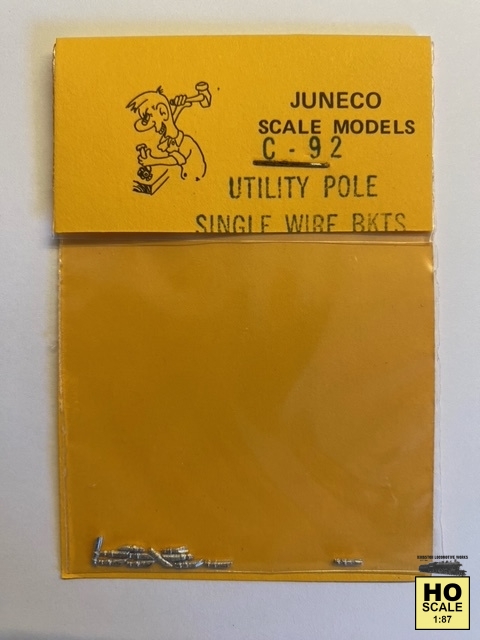 JUNECO
SCALE MODELS
C - 92
UTILITY POLE
SINGLE WIRE BKTS
HO
SCALE
1:87